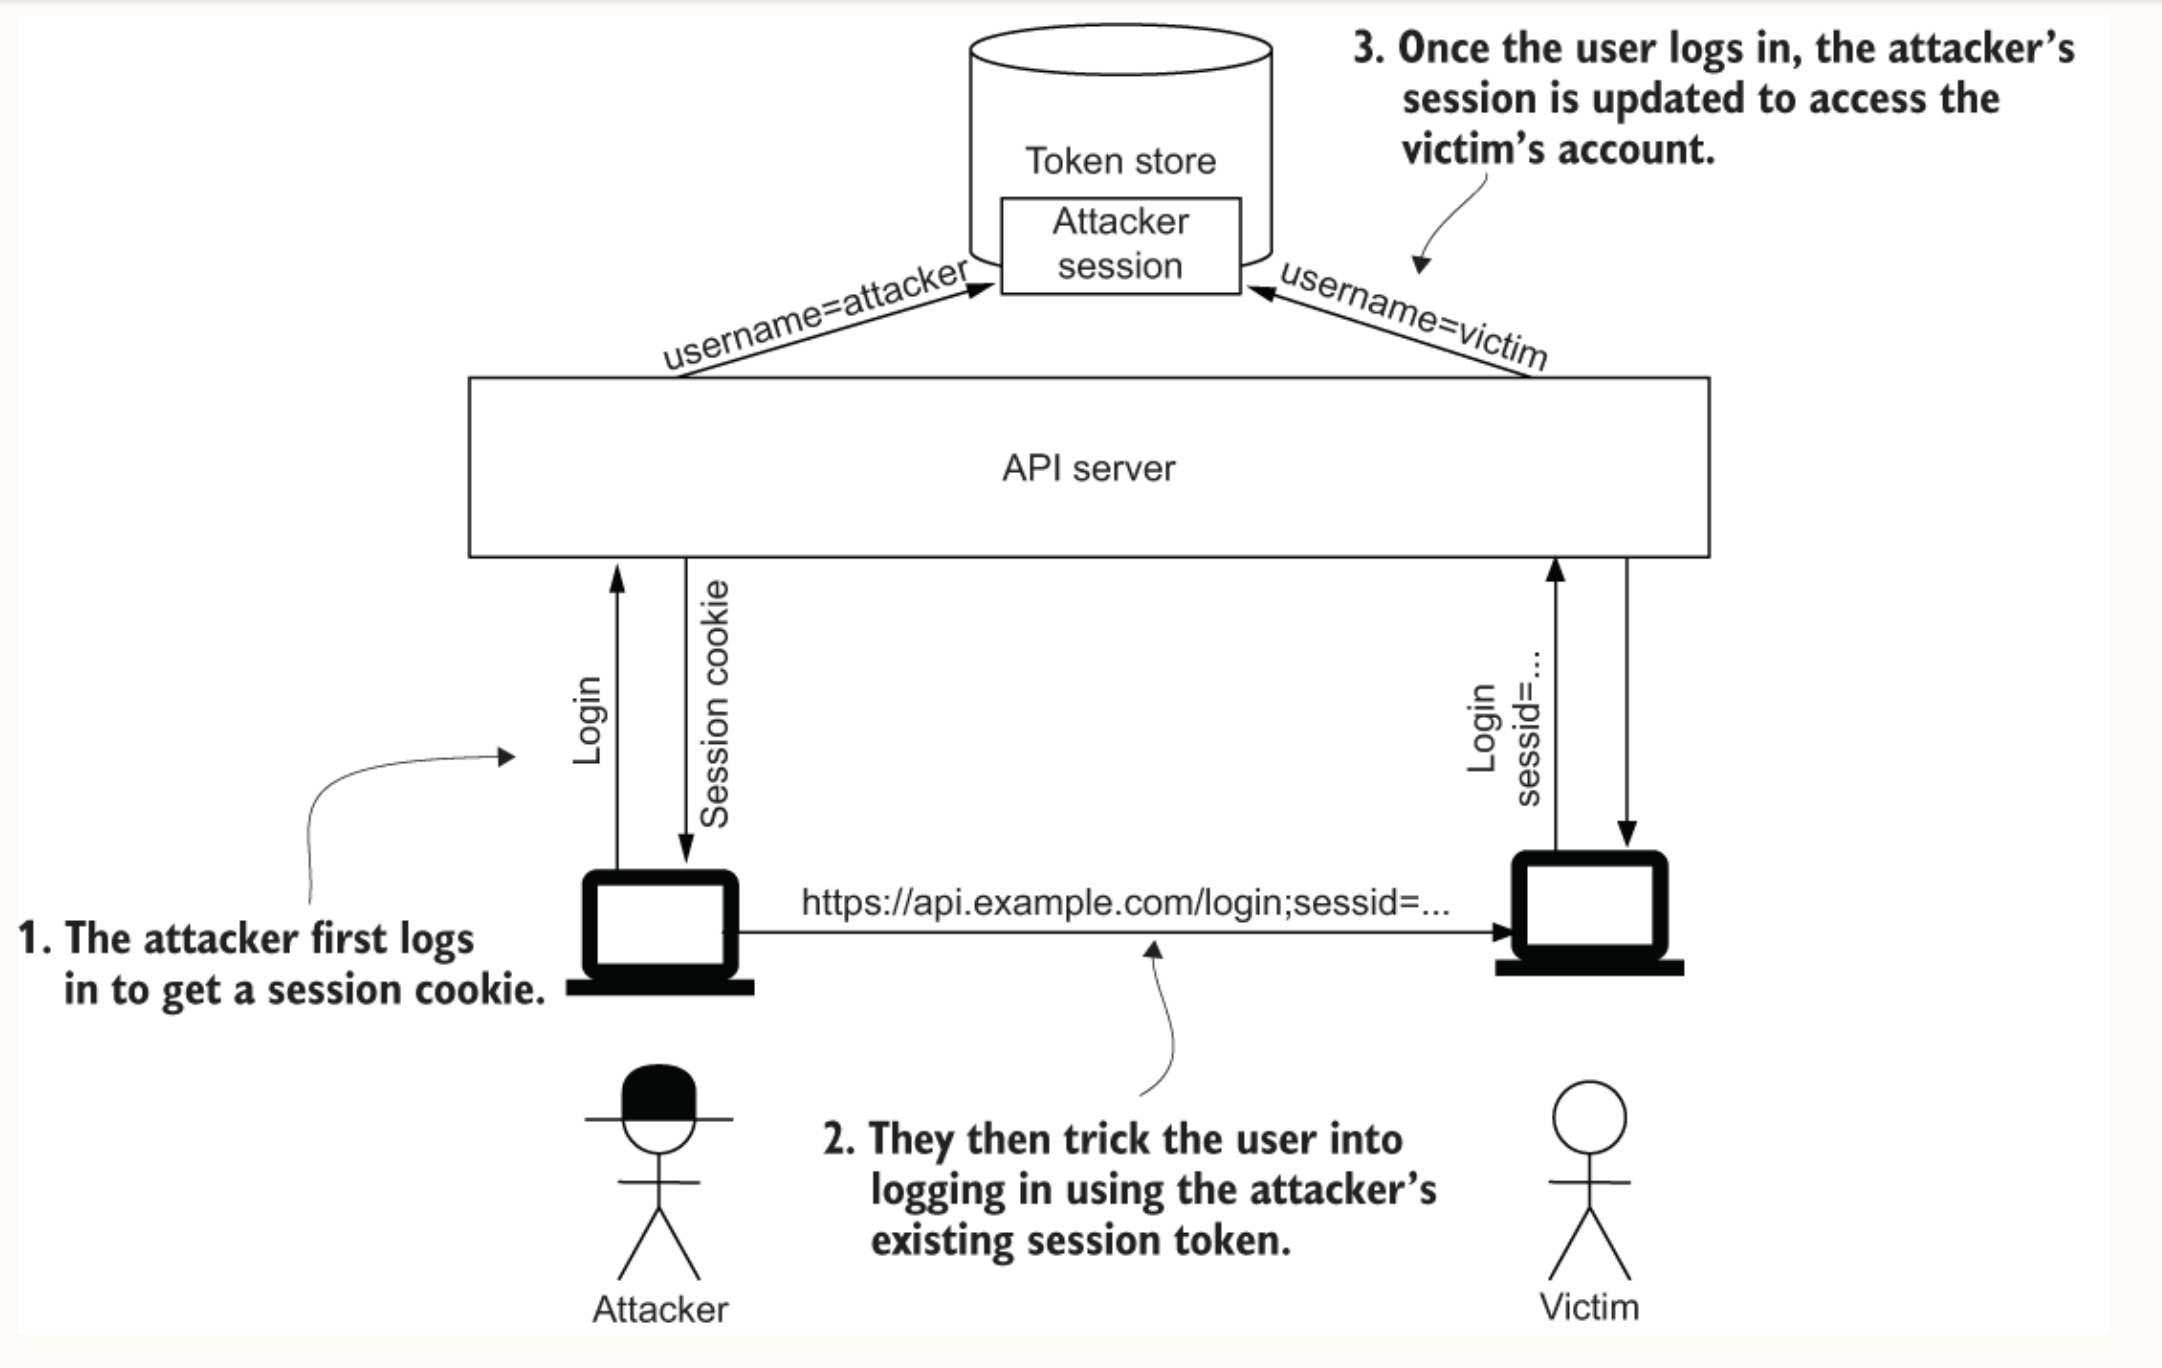 3. Once the user logs in, the attacker's
session is updated to access the
victim's account.
Token store
Attacker
session
username=attacker
username=victim
API server
Login
Session cookie
Login
sessid=...
https://api.example.com/login;sessid=...
1. The attacker first logs
in to get a session cookie.
2. They then trick the user into
logging in using the attacker's
existing session token.
Attacker
Victim